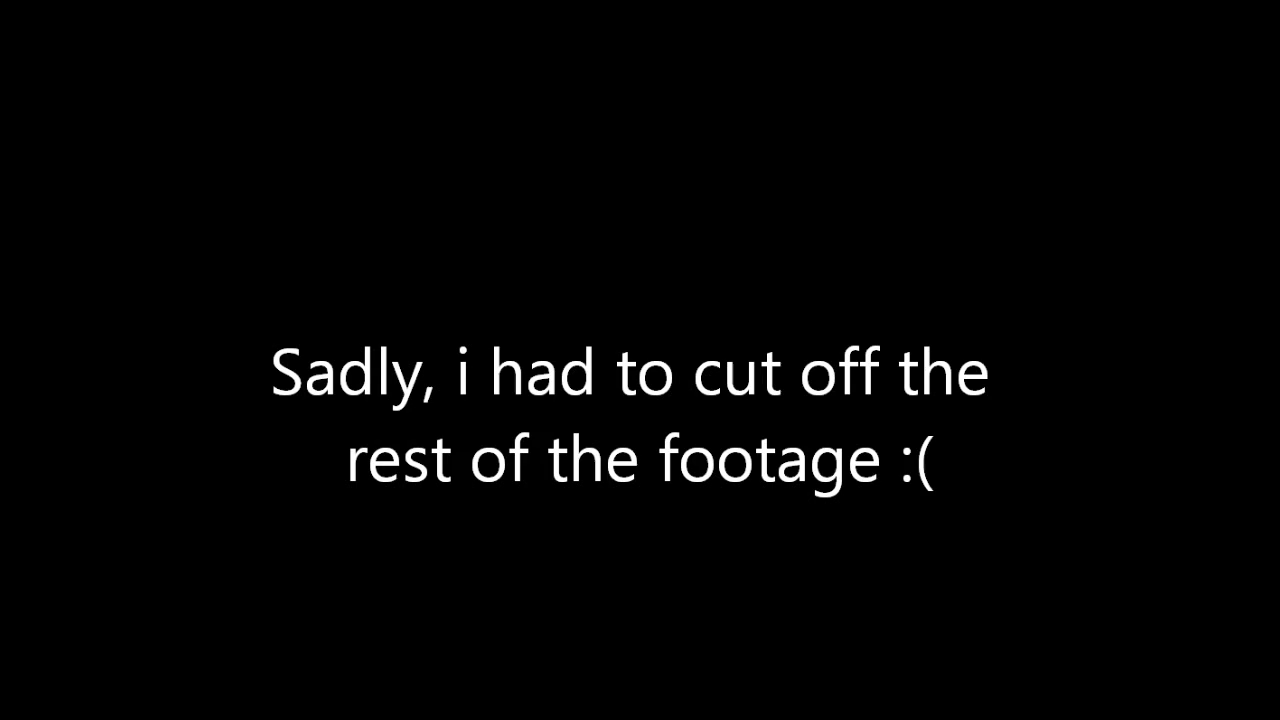 Sadly, i had to cut off the
rest of the footage :(